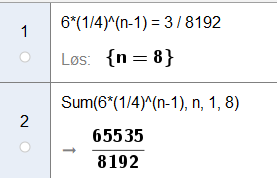 1
6*(1/4)^(n-1) = 3 / 8192
Løs: {n = 8}
2
Sum(6*(1/4)^(n-1), n, 1, 8)
→ 65535
8192